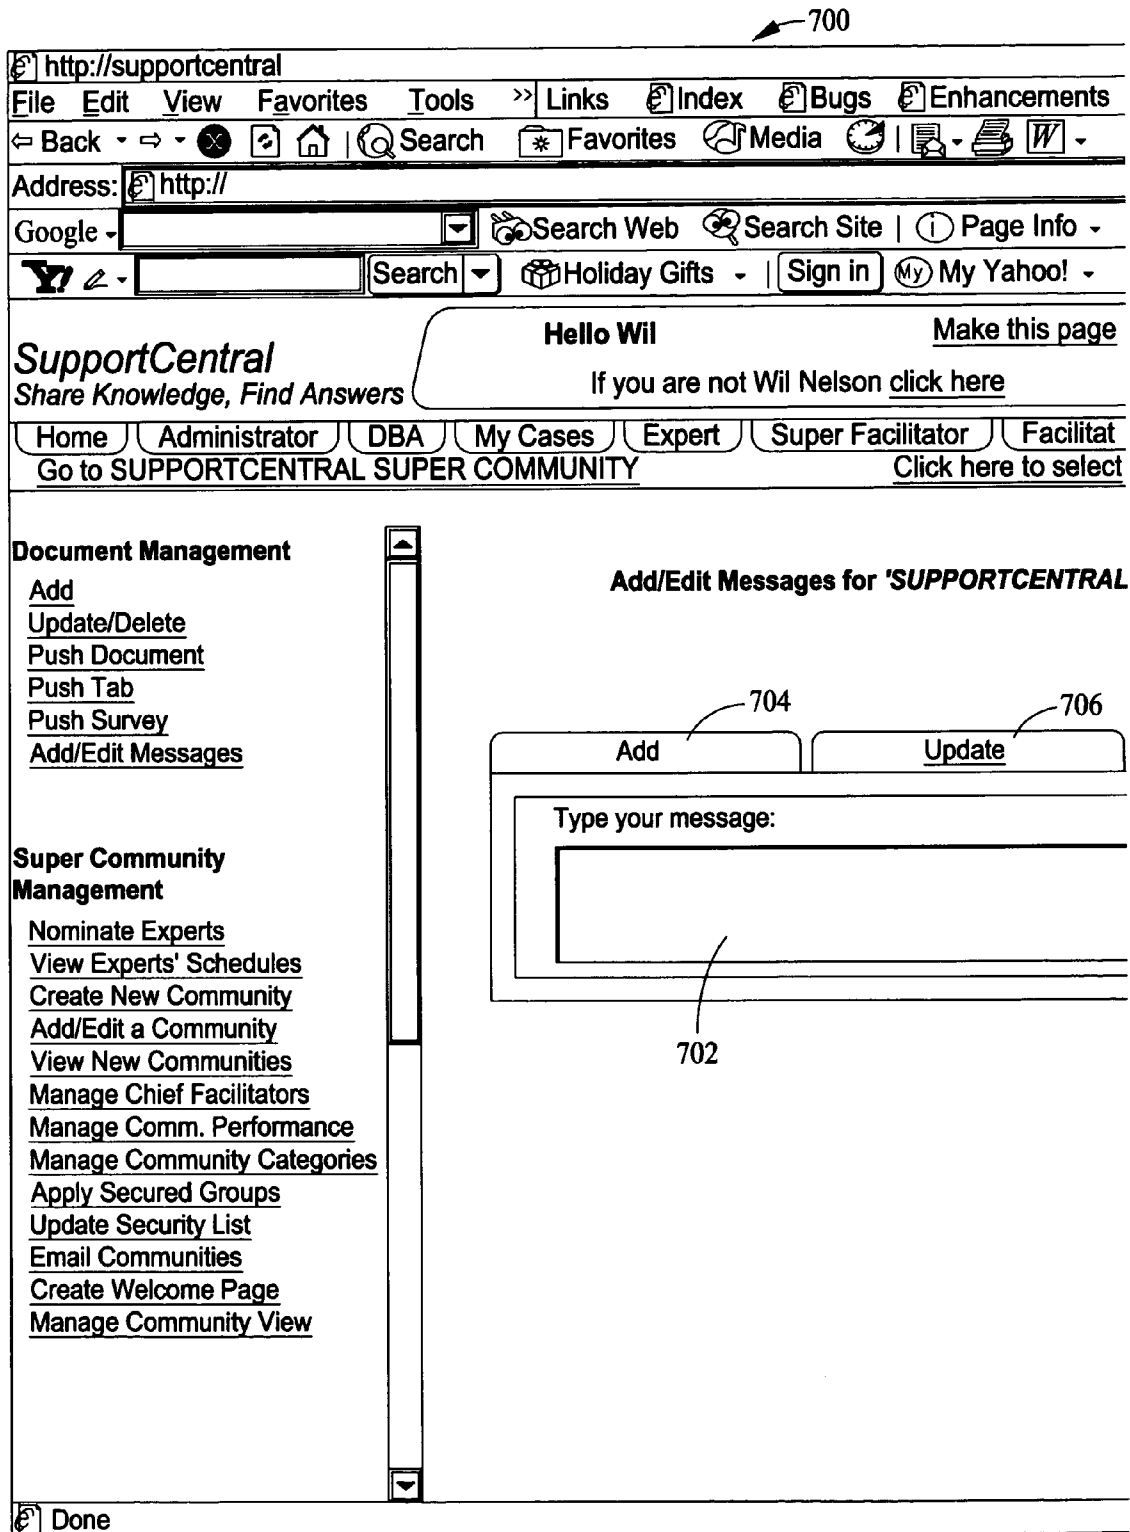 700
http://supportcentral
File Edit View Favorites Tools >> Links Index Bugs Enhancements
Back Search Favorites Media W
Address: http://
Google Search Web Search Site | i Page Info
Y! Search Holiday Gifts | Sign in My My Yahoo!
Hello Wil Make this page
SupportCentral
Share Knowledge, Find Answers If you are not Wil Nelson click here
Home Administrator DBA My Cases Expert Super Facilitator Facilitat
Go to SUPPORTCENTRAL SUPER COMMUNITY Click here to select
Document Management
Add/Edit Messages for 'SUPPORTCENTRAL
Add
Update/Delete
Push Document
Push Tab
Push Survey
Add/Edit Messages
704 706
Add Update
Type your message:
702
Super Community
Management
Nominate Experts
View Experts' Schedules
Create New Community
Add/Edit a Community
View New Communities
Manage Chief Facilitators
Manage Comm. Performance
Manage Community Categories
Apply Secured Groups
Update Security List
Email Communities
Create Welcome Page
Manage Community View
Done